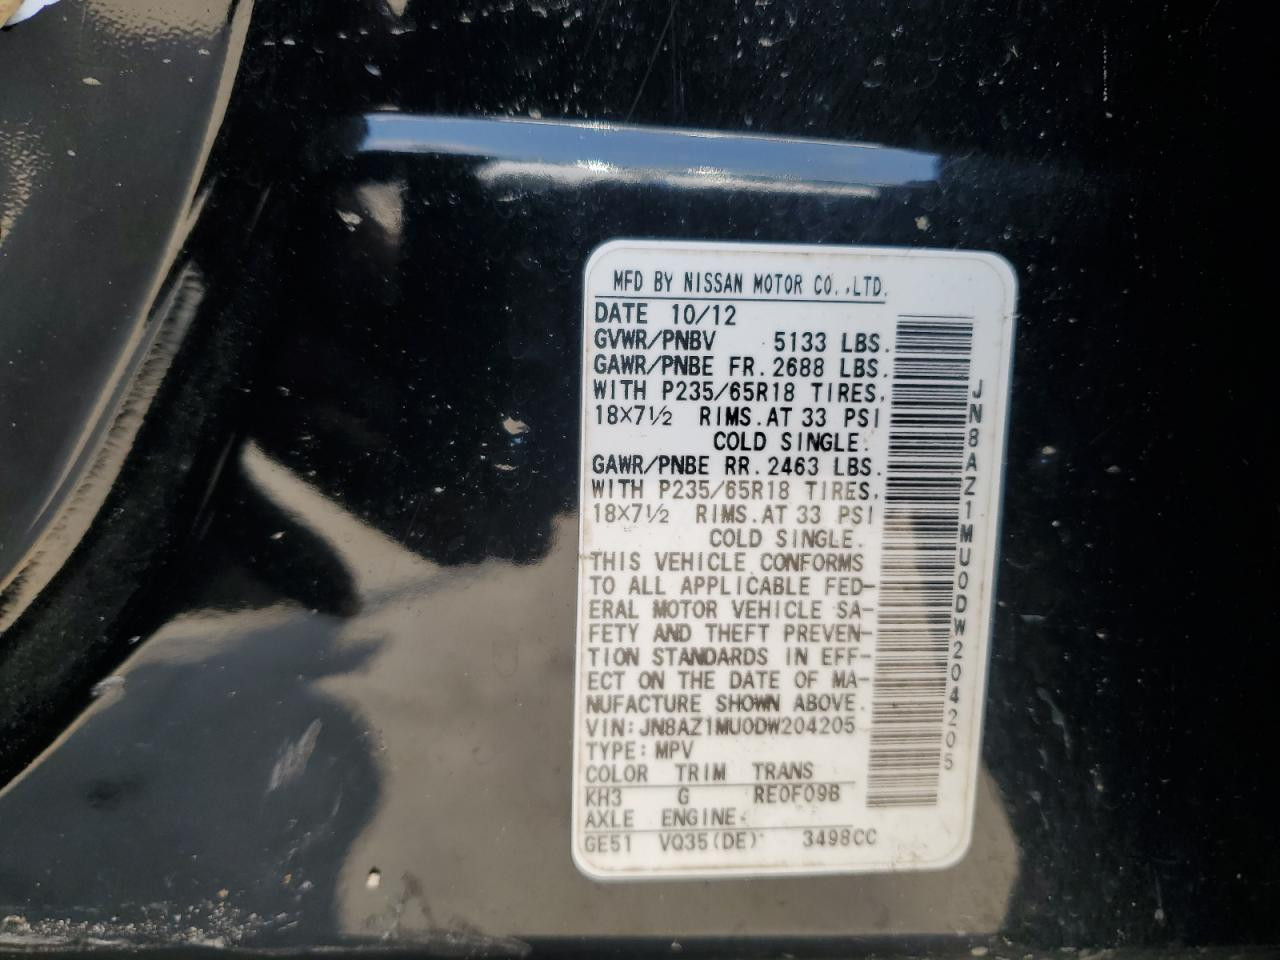 MFD BY NISSAN MOTOR CO.,LTD.
DATE 10/12
GVWR/PNBV 5133 LBS.
GAWR/PNBE FR. 2688 LBS.
WITH P235/65R18 TIRES,
18×7½ RIMS.AT 33 PSI
COLD SINGLE.
GAWR/PNBE RR. 2463 LBS.
WITH P235/65R18 TIRES,
18×7½ RIMS.AT 33 PSI
COLD SINGLE.
THIS VEHICLE CONFORMS
TO ALL APPLICABLE FED-
ERAL MOTOR VEHICLE SA-
FETY AND THEFT PREVEN-
TION STANDARDS IN EFF-
ECT ON THE DATE OF MA-
NUFACTURE SHOWN ABOVE.
VIN: JN8AZ1MU0DW204205
TYPE: MPV
COLOR TRIM TRANS
KH3 G RE0F09B
AXLE ENGINE
GE51 VQ35(DE) 3498CC
JN8AZ1MU0DW204205